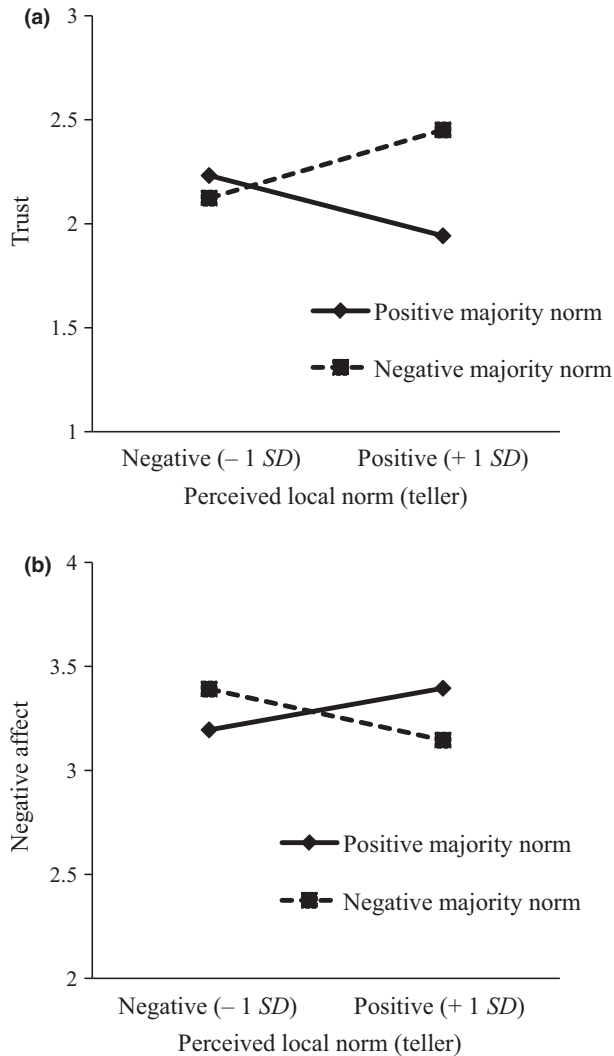 (a)
3
2.5
2
1.5
1
Trust
Positive majority norm
Negative majority norm
Negative (– 1 SD) Positive (+ 1 SD)
Perceived local norm (teller)
(b)
4
3.5
3
2.5
2
Negative affect
Positive majority norm
Negative majority norm
Negative (– 1 SD) Positive (+ 1 SD)
Perceived local norm (teller)